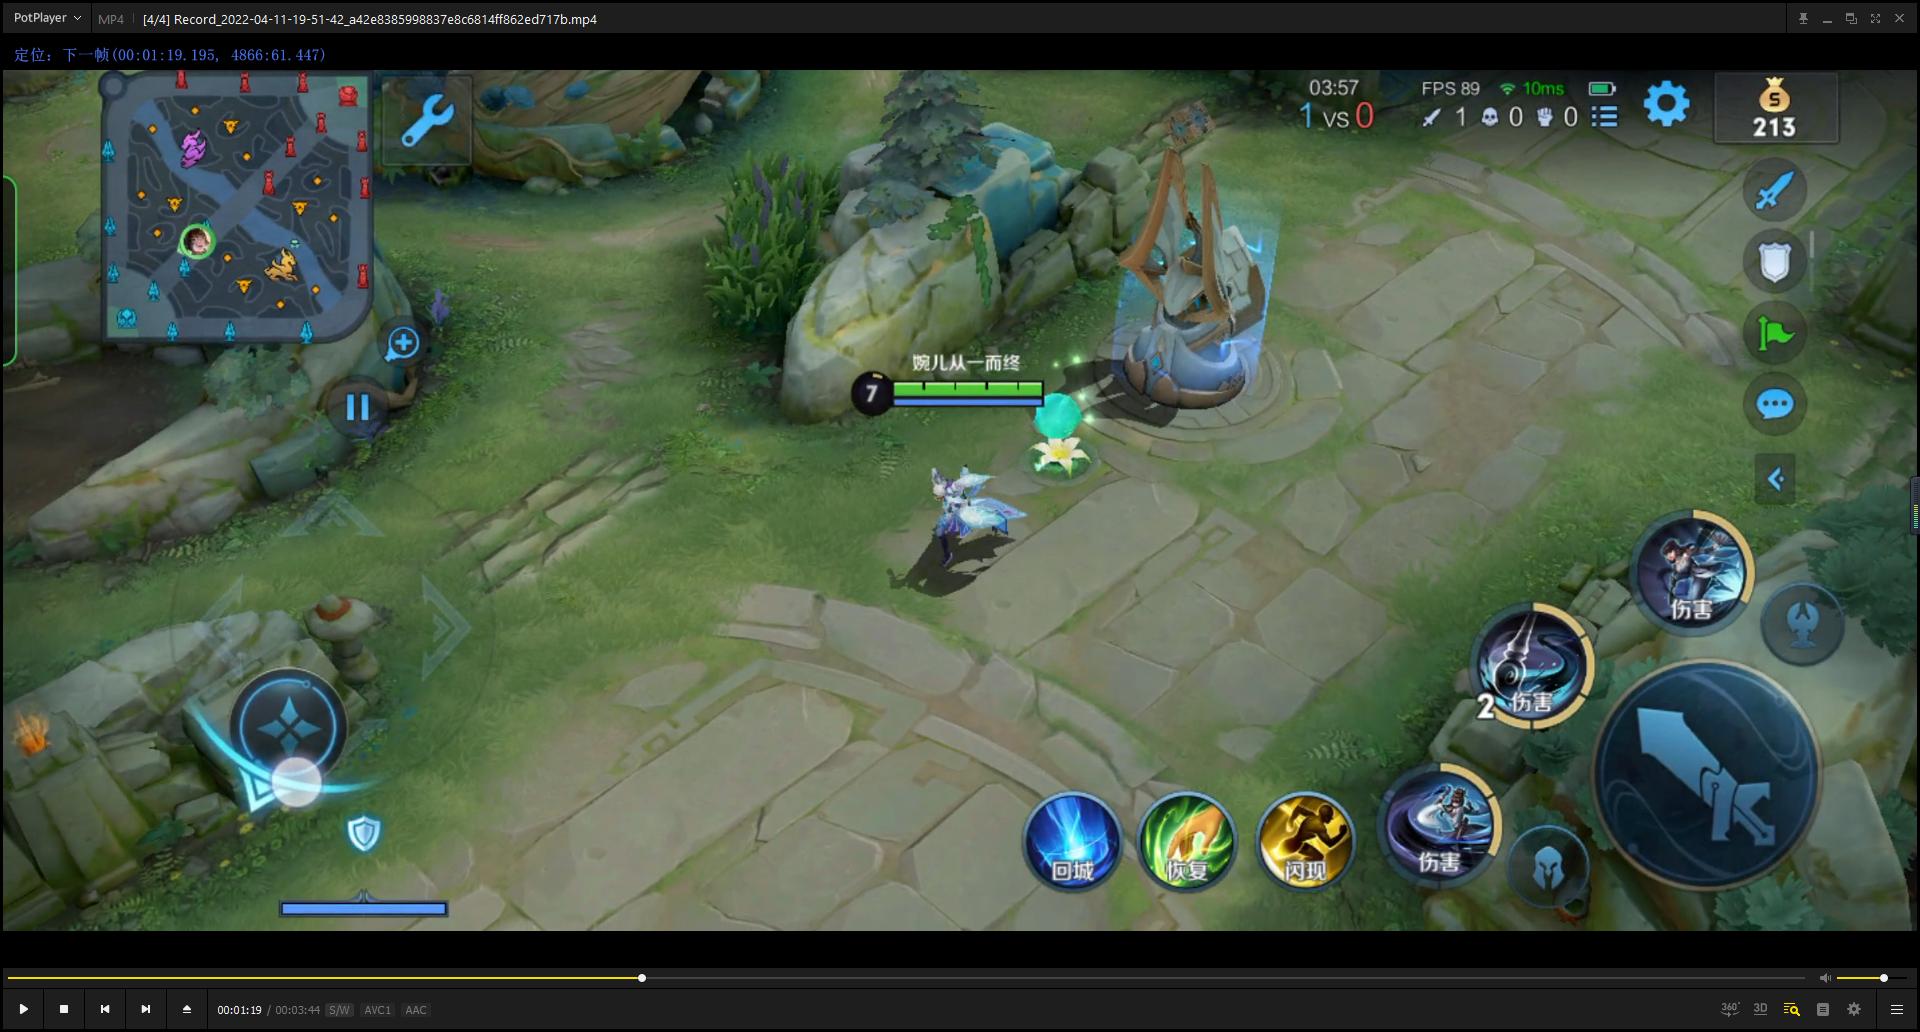 PotPlayer MP4 [4/4] Record_2022-04-11-19-51-42_a42e8385998837e8c6814ff862ed717b.mp4
定位: 下一帧(00:01:19.195, 4866:61.447)
03:57 FPS 89 10ms
1 VS 0 1 0 0
S
213
婉儿从一而终
7
伤害
2 伤害
伤害
回城 恢复 闪现
00:01:19 / 00:03:44 S/W AVC1 AAC
360° 3D